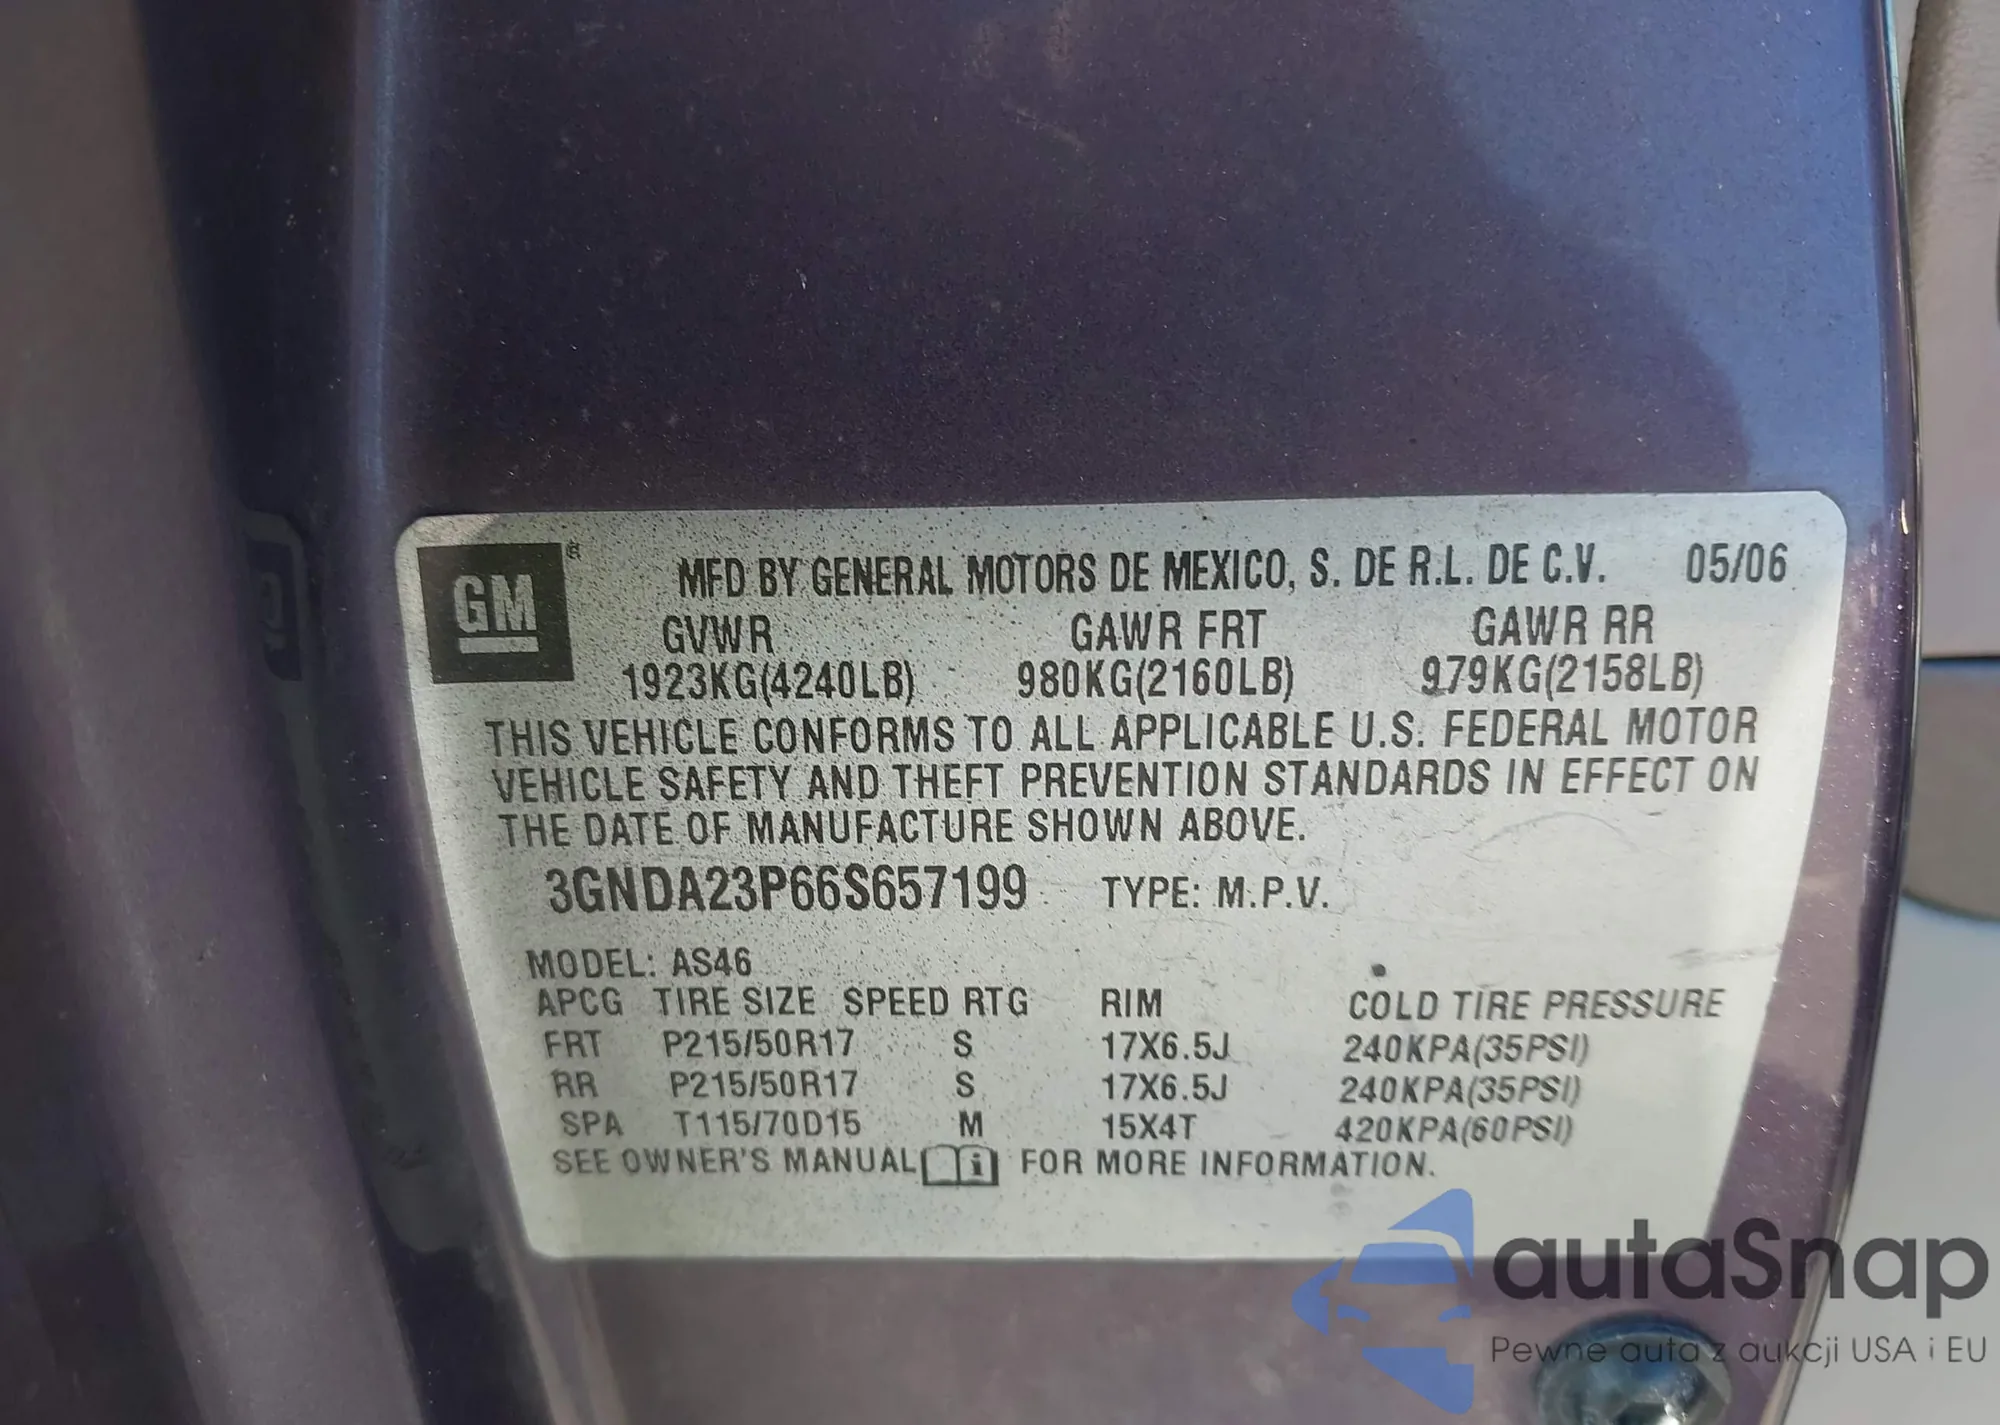 GM®
MFD BY GENERAL MOTORS DE MEXICO, S. DE R.L. DE C.V. 05/06
GVWR GAWR FRT GAWR RR
1923KG(4240LB) 980KG(2160LB) 979KG(2158LB)
THIS VEHICLE CONFORMS TO ALL APPLICABLE U.S. FEDERAL MOTOR
VEHICLE SAFETY AND THEFT PREVENTION STANDARDS IN EFFECT ON
THE DATE OF MANUFACTURE SHOWN ABOVE.
3GNDA23P66S657199 TYPE: M.P.V.
MODEL: AS46
APCG TIRE SIZE SPEED RTG RIM COLD TIRE PRESSURE
FRT P215/50R17 S 17X6.5J 240KPA(35PSI)
RR P215/50R17 S 17X6.5J 240KPA(35PSI)
SPA T115/70D15 M 15X4T 420KPA(60PSI)
SEE OWNER'S MANUAL i FOR MORE INFORMATION.
autaSnap
Pewne auta z aukcji USA i EU